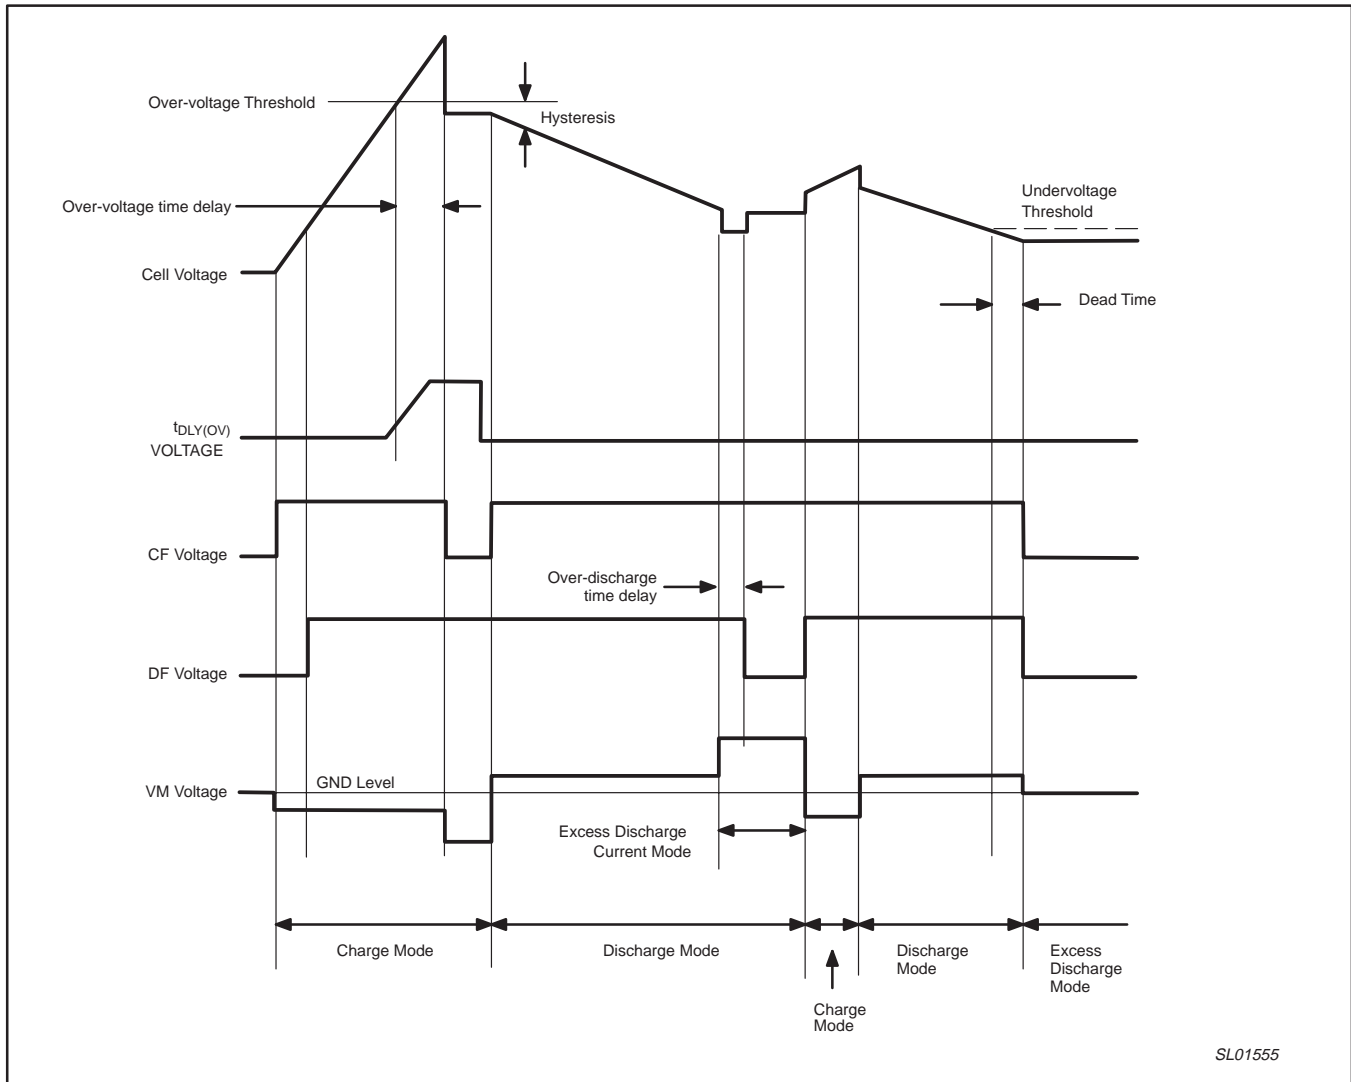 Over-voltage Threshold
Hysteresis
Over-voltage time delay
Undervoltage
Threshold
Cell Voltage
Dead Time
tDLY(OV)
VOLTAGE
CF Voltage
Over-discharge
time delay
DF Voltage
GND Level
VM Voltage
Excess Discharge
Current Mode
Charge Mode
Discharge Mode
Discharge
Mode
Excess
Discharge
Mode
Charge
Mode
SL01555